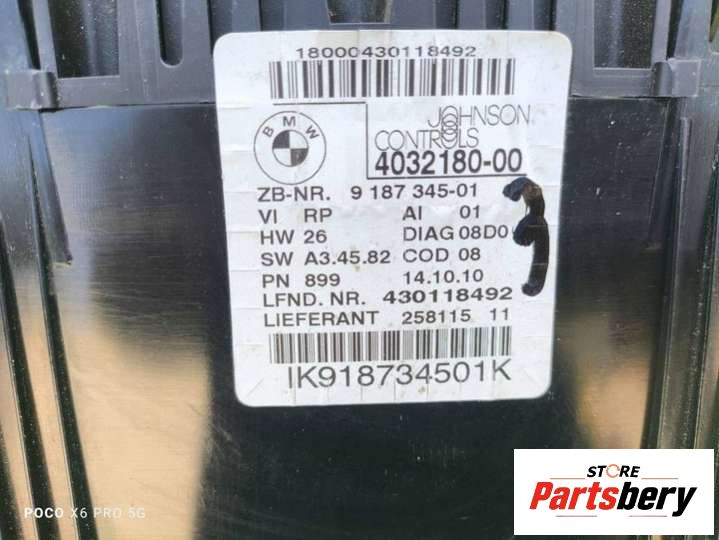 18000430118492
BMW
JOHNSON
CONTROLS
4032180-00
ZB-NR. 9 187 345-01
VI RP AI 01
HW 26 DIAG 08D0
SW A3.45.82 COD 08
PN 899 14.10.10
LFND. NR. 430118492
LIEFERANT 258115 11
IK918734501K
STORE
Partsbery
POCO X6 PRO 5G